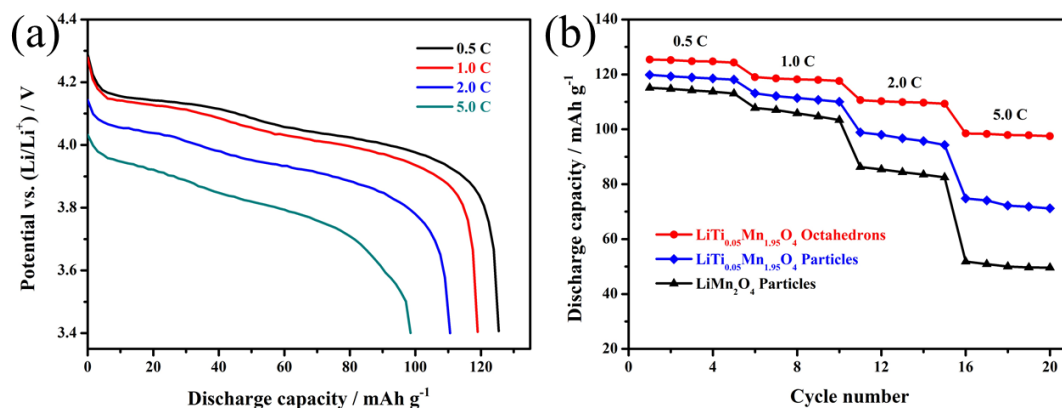 (a)
4.4
4.2
4.0
3.8
3.6
3.4
Potential vs. (Li/Li⁺) / V
0.5 C
1.0 C
2.0 C
5.0 C
0 20 40 60 80 100 120
Discharge capacity / mAh g⁻¹
(b)
140
120
100
80
60
40
20
Discharge capacity / mAh g⁻¹
0.5 C
1.0 C
2.0 C
5.0 C
LiTi₀.₀₅Mn₁.₉₅O₄ Octahedrons
LiTi₀.₀₅Mn₁.₉₅O₄ Particles
LiMn₂O₄ Particles
0 4 8 12 16 20
Cycle number